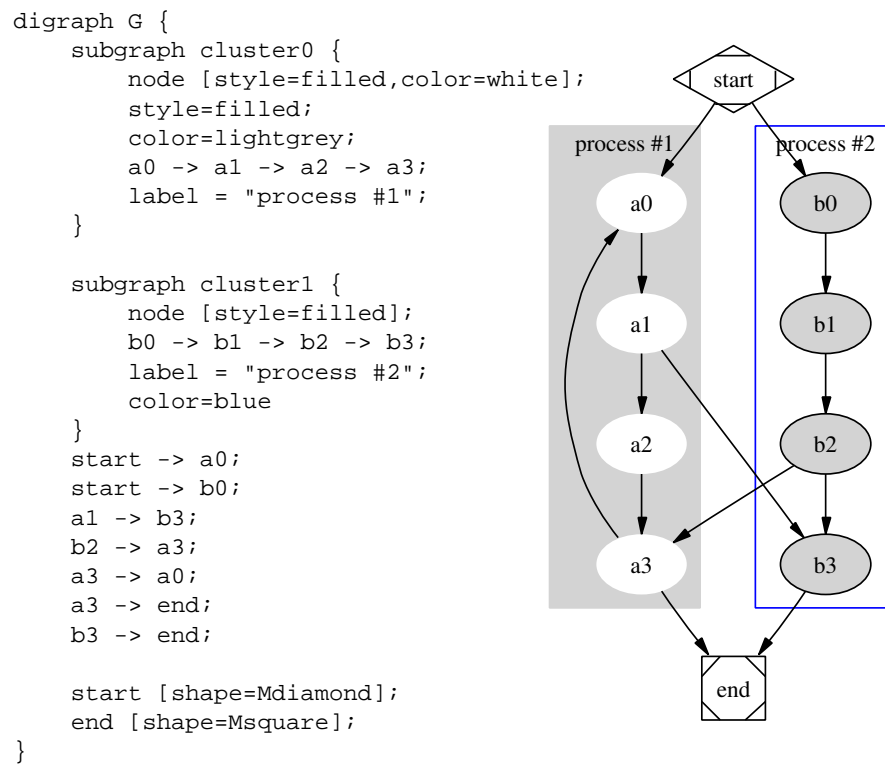 digraph G {
    subgraph cluster0 {
        node [style=filled,color=white];
        style=filled;
        color=lightgrey;
        a0 -> a1 -> a2 -> a3;
        label = "process #1";
    }

    subgraph cluster1 {
        node [style=filled];
        b0 -> b1 -> b2 -> b3;
        label = "process #2";
        color=blue
    }
    start -> a0;
    start -> b0;
    a1 -> b3;
    b2 -> a3;
    a3 -> a0;
    a3 -> end;
    b3 -> end;

    start [shape=Mdiamond];
    end [shape=Msquare];
}
start
process #1
process #2
a0
b0
a1
b1
a2
b2
a3
b3
end